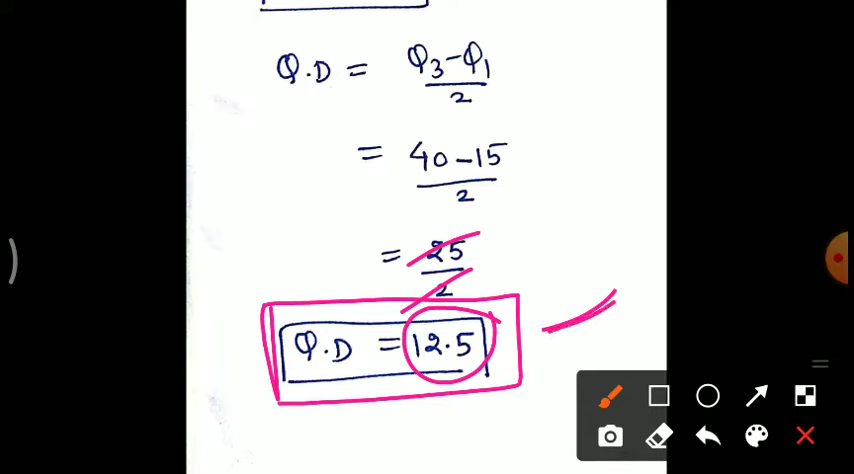 Q.D = Q3-Q1
2
= 40-15
2
= 25
2
Q.D = 12.5